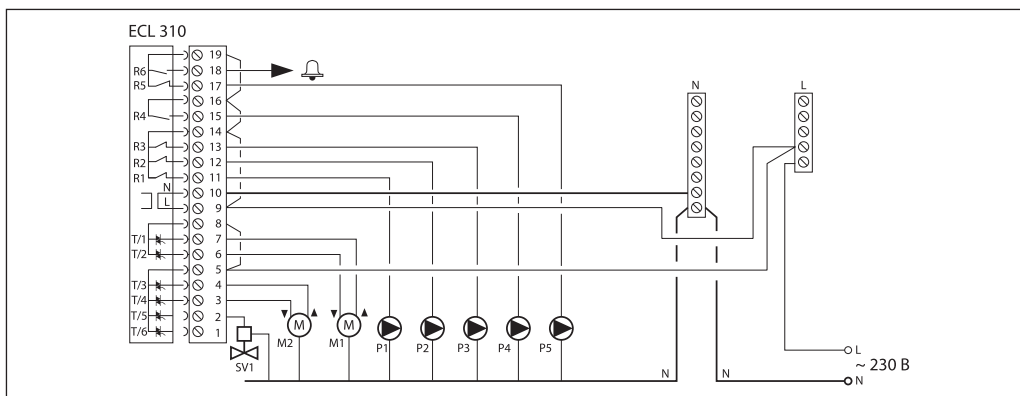 ECL 310
19
R6 18
R5 17
16
R4 15
14
R3 13
R2 12
R1 11
N 10
L 9
8
T/1 7
T/2 6
5
T/3 4
T/4 3
T/5 2
T/6 1
N
L
M
M
M2
M1
P1
P2
P3
P4
P5
SV1
N
N
L
~ 230 В
N